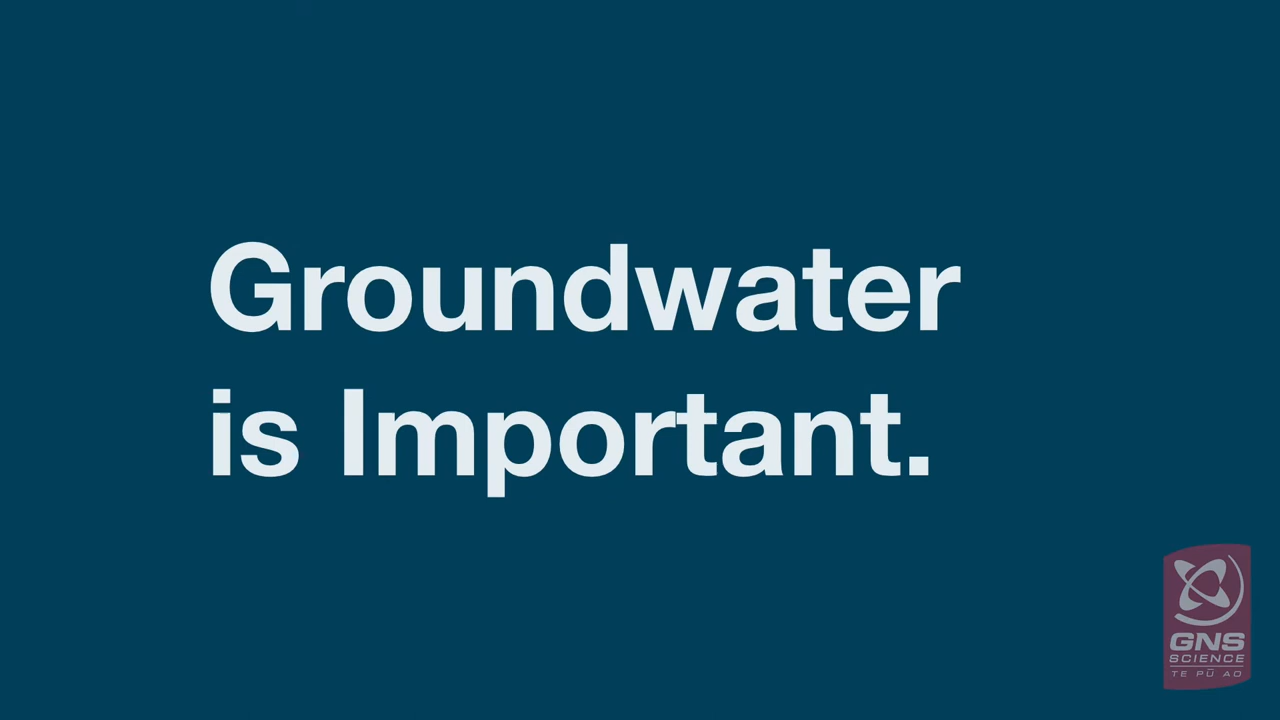 Groundwater
is Important.
GNS
SCIENCE
TE PŪ AO